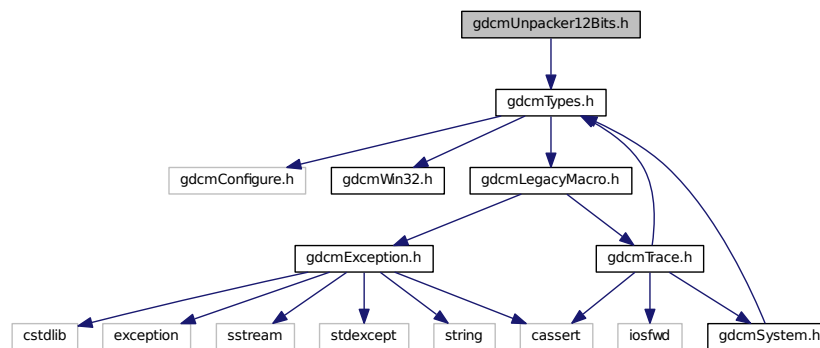 gdcmUnpacker12Bits.h
gdcmTypes.h
gdcmConfigure.h
gdcmWin32.h
gdcmLegacyMacro.h
gdcmException.h
gdcmTrace.h
cstdlib
exception
sstream
stdexcept
string
cassert
iosfwd
gdcmSystem.h